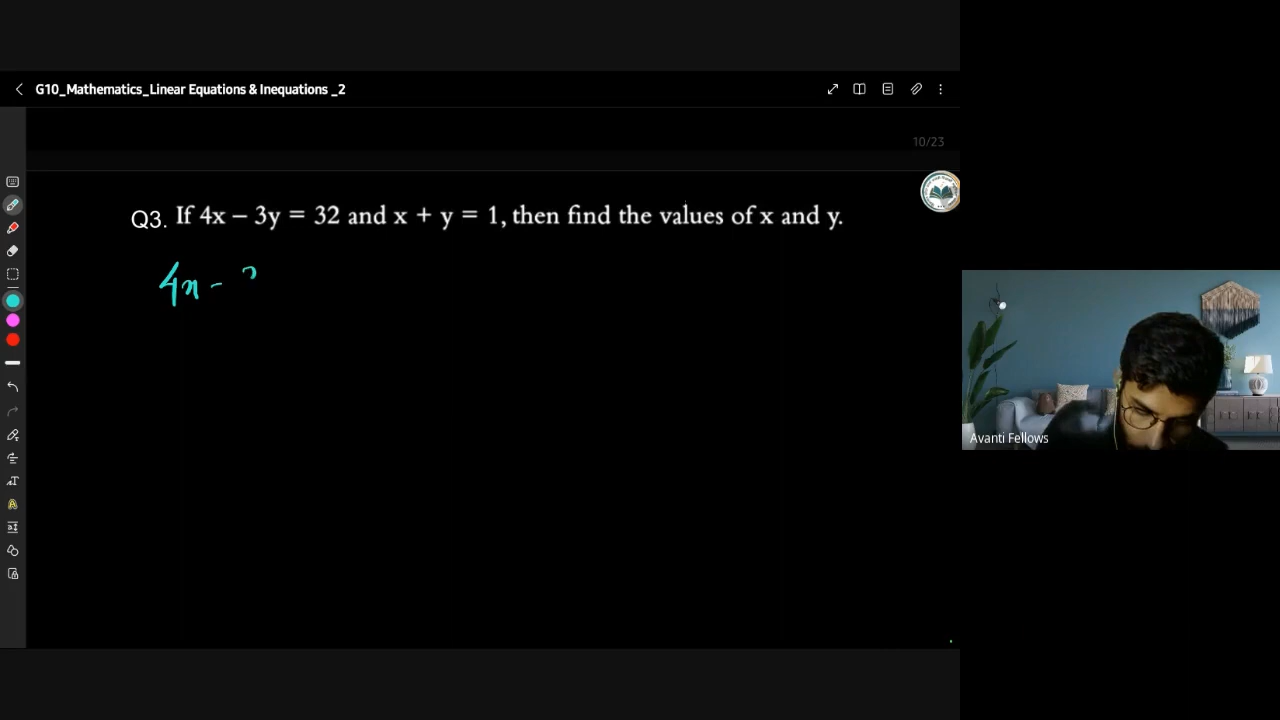 G10_Mathematics_Linear Equations & Inequations _2
10/23
Q3. If 4x − 3y = 32 and x + y = 1, then find the values of x and y.
4x -
Avanti Fellows